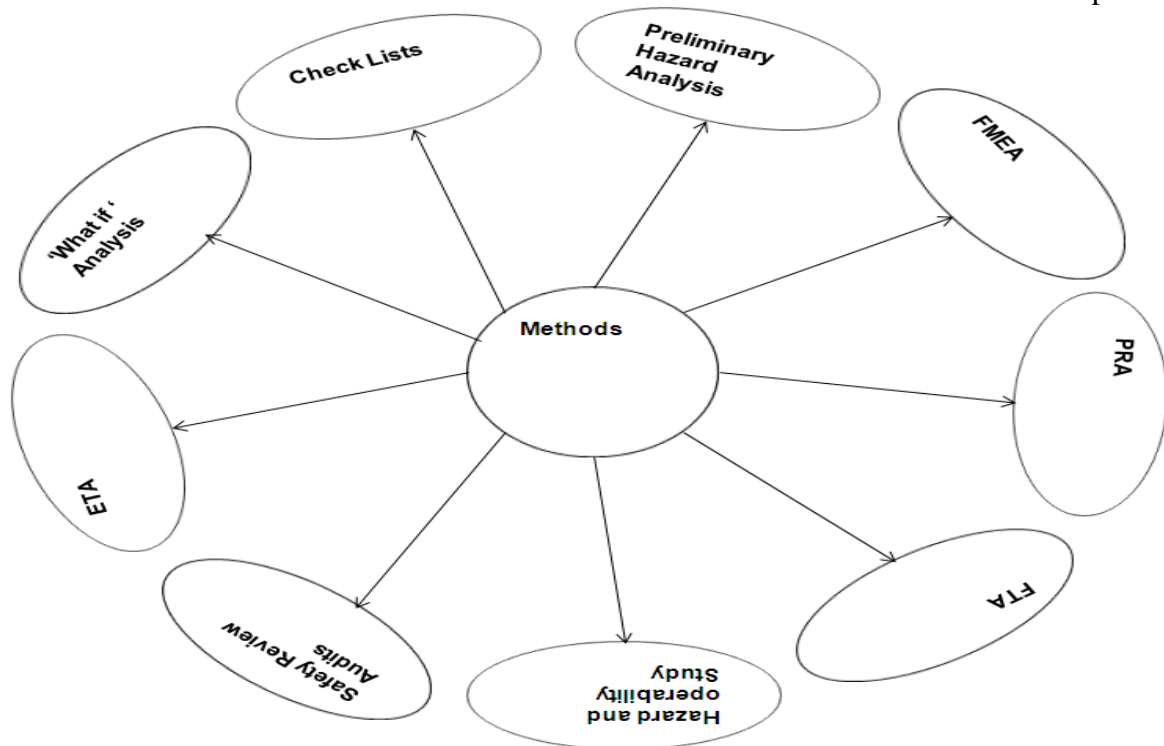 Preliminary
Hazard
Analysis
Check Lists
FMEA
'What if '
Analysis
Methods
PRA
ETA
FTA
Safety Review
Audits
Hazard and
operability
Study